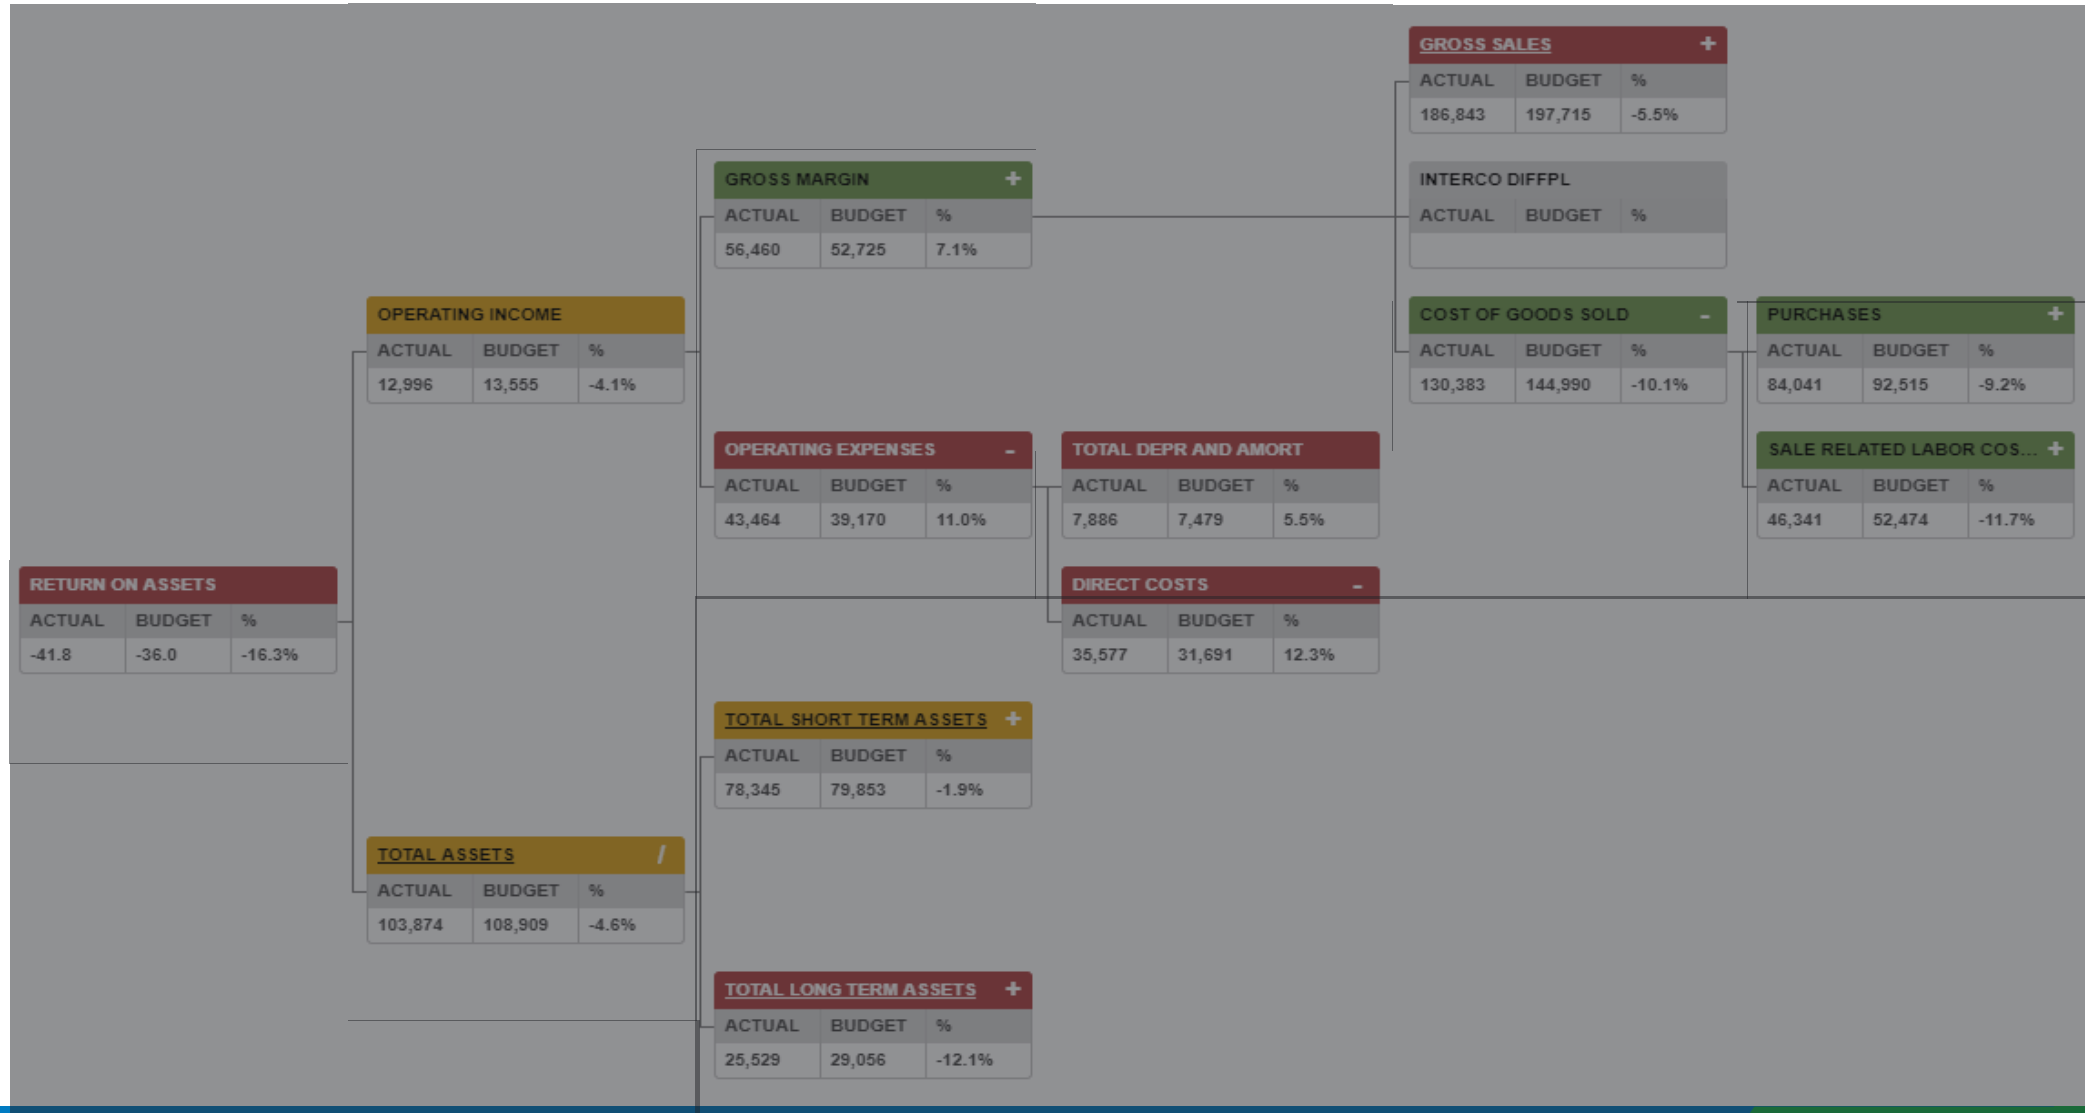 GROSS SALES +
ACTUAL BUDGET %
186,843 197,715 -5.5%
GROSS MARGIN +
ACTUAL BUDGET %
56,460 52,725 7.1%
INTERCO DIFFPL
ACTUAL BUDGET %
OPERATING INCOME
ACTUAL BUDGET %
12,996 13,555 -4.1%
COST OF GOODS SOLD -
ACTUAL BUDGET %
130,383 144,990 -10.1%
PURCHASES +
ACTUAL BUDGET %
84,041 92,515 -9.2%
OPERATING EXPENSES -
ACTUAL BUDGET %
43,464 39,170 11.0%
TOTAL DEPR AND AMORT
ACTUAL BUDGET %
7,886 7,479 5.5%
SALE RELATED LABOR COS... +
ACTUAL BUDGET %
46,341 52,474 -11.7%
RETURN ON ASSETS
ACTUAL BUDGET %
-41.8 -36.0 -16.3%
DIRECT COSTS -
ACTUAL BUDGET %
35,577 31,691 12.3%
TOTAL SHORT TERM ASSETS +
ACTUAL BUDGET %
78,345 79,853 -1.9%
TOTAL ASSETS /
ACTUAL BUDGET %
103,874 108,909 -4.6%
TOTAL LONG TERM ASSETS +
ACTUAL BUDGET %
25,529 29,056 -12.1%